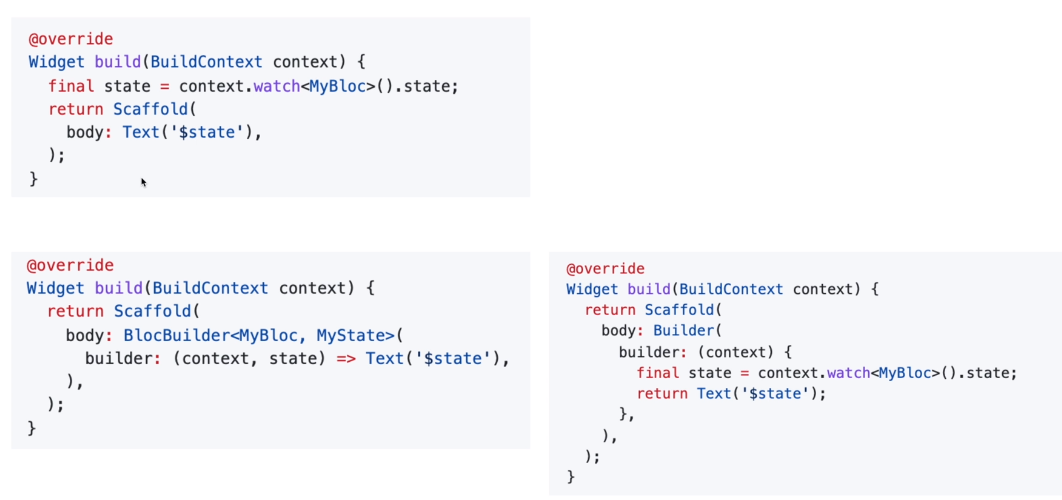 @override
Widget build(BuildContext context) {
  final state = context.watch<MyBloc>().state;
  return Scaffold(
    body: Text('$state'),
  );
}
@override
Widget build(BuildContext context) {
  return Scaffold(
    body: BlocBuilder<MyBloc, MyState>(
      builder: (context, state) => Text('$state'),
    ),
  );
}
@override
Widget build(BuildContext context) {
  return Scaffold(
    body: Builder(
      builder: (context) {
        final state = context.watch<MyBloc>().state;
        return Text('$state');
      },
    ),
  );
}